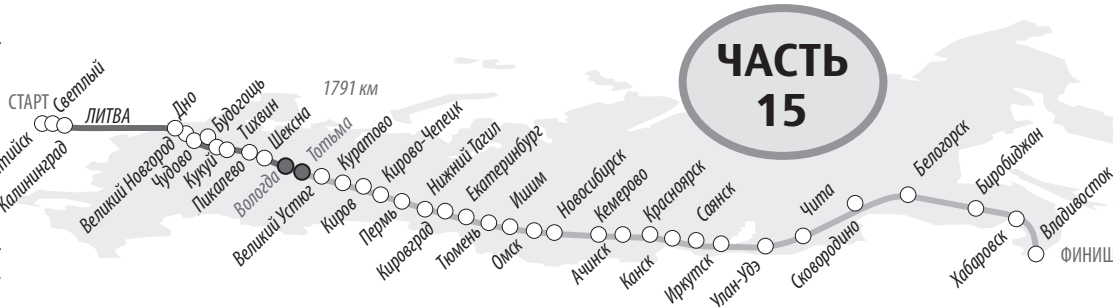 ЧАСТЬ
15
1791 км
СТАРТ
Калининград
Светлый
ЛИТВА
Дно
Великий Новгород
Чудово
Будогощь
Кукуй
Тихвин
Пикалево
Шексна
Вологда
Тотьма
Великий Устюг
Куратово
Киров
Кирово-Чепецк
Пермь
Нижний Тагил
Кировград
Екатеринбург
Тюмень
Ишим
Омск
Новосибирск
Кемерово
Ачинск
Красноярск
Канск
Саянск
Иркутск
Улан-Удэ
Чита
Сковородино
Белогорск
Биробиджан
Хабаровск
Владивосток
ФИНИШ